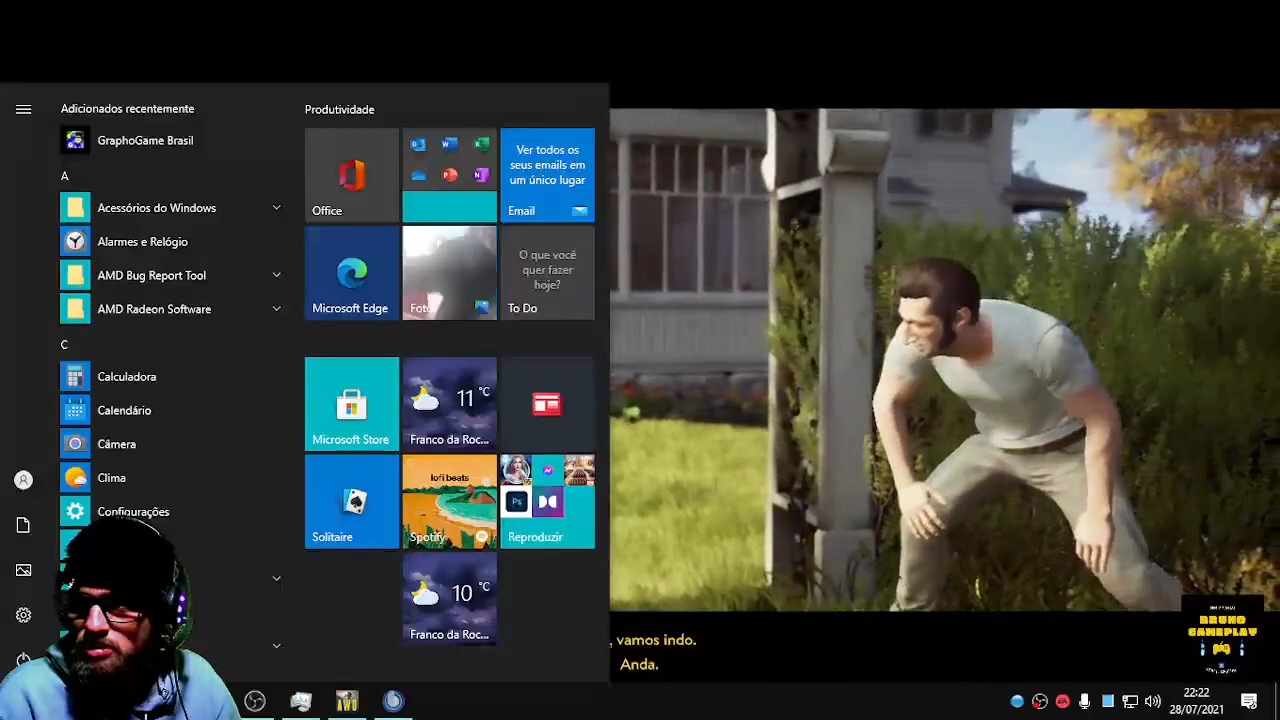 Adicionados recentemente
GraphoGame Brasil
A
Acessórios do Windows
Alarmes e Relógio
AMD Bug Report Tool
AMD Radeon Software
C
Calculadora
Calendário
Câmera
Clima
Configurações
Produtividade
Office
Ver todos os
seus emails em
um único lugar
Email
Microsoft Edge
O que você
quer fazer
hoje?
To Do
Microsoft Store
11 °C
Franco da Roc...
Solitaire
lofi beats
Spotify
Ps
Reproduzir
10 °C
Franco da Roc...
, vamos indo.
Anda.
BRUNO
GAMEPLAY
AWO
22:22
28/07/2021